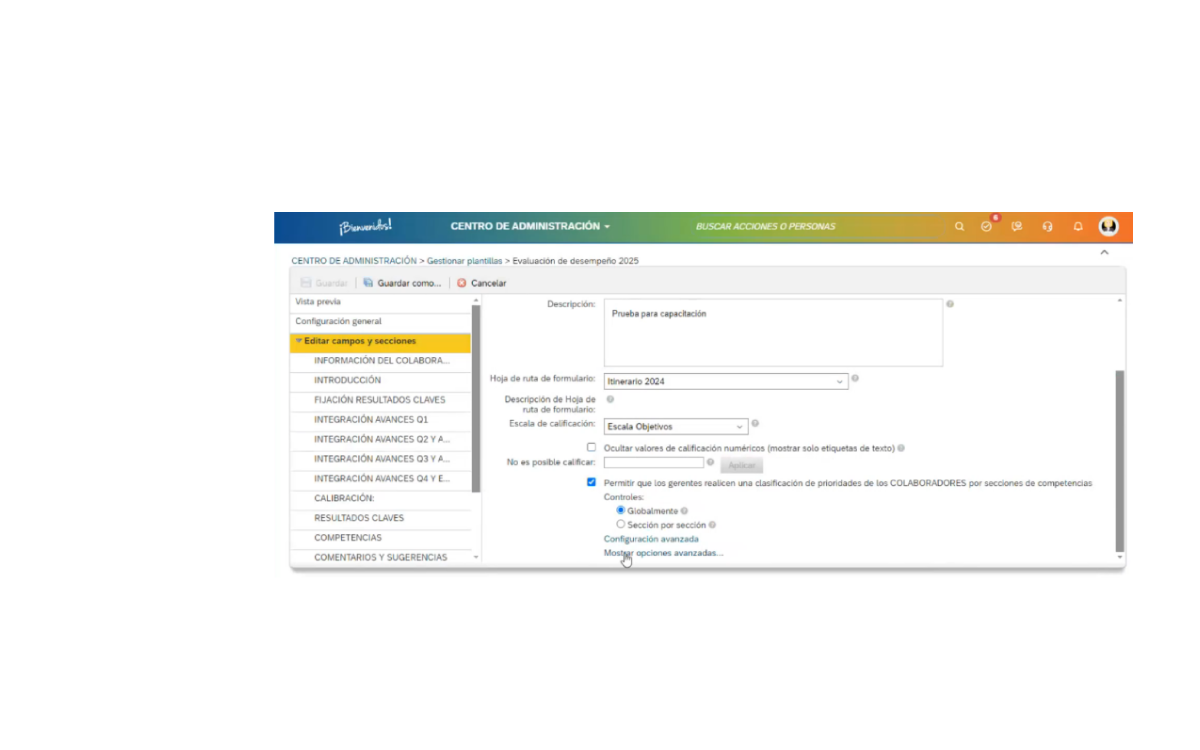 ¡Bienvenidos!
CENTRO DE ADMINISTRACIÓN
BUSCAR ACCIONES O PERSONAS
6
CENTRO DE ADMINISTRACIÓN > Gestionar plantillas > Evaluación de desempeño 2025
Guardar
Guardar como...
Cancelar
Vista previa
Configuración general
Editar campos y secciones
INFORMACIÓN DEL COLABORA...
INTRODUCCIÓN
FIJACIÓN RESULTADOS CLAVES
INTEGRACIÓN AVANCES Q1
INTEGRACIÓN AVANCES Q2 Y A...
INTEGRACIÓN AVANCES Q3 Y A...
INTEGRACIÓN AVANCES Q4 Y E...
CALIBRACIÓN:
RESULTADOS CLAVES
COMPETENCIAS
COMENTARIOS Y SUGERENCIAS
Descripción:
Prueba para capacitación
Hoja de ruta de formulario:
Itinerario 2024
Descripción de Hoja de
ruta de formulario:
Escala de calificación:
Escala Objetivos
Ocultar valores de calificación numéricos (mostrar solo etiquetas de texto)
No es posible calificar:
Aplicar
Permitir que los gerentes realicen una clasificación de prioridades de los COLABORADORES por secciones de competencias
Controles:
Globalmente
Sección por sección
Configuración avanzada
Mostrar opciones avanzadas...